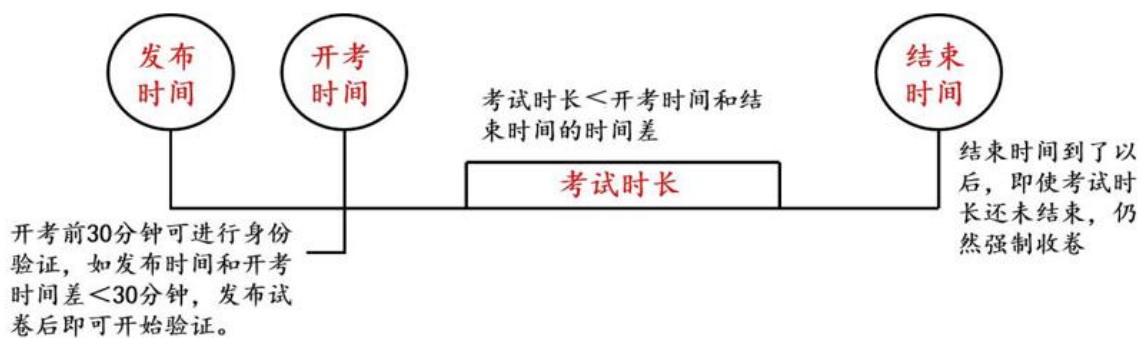 发布
时间
开考
时间
结束
时间
考试时长＜开考时间和结
束时间的时间差
考试时长
结束时间到了以
后，即使考试时
长还未结束，仍
然强制收卷
开考前30分钟可进行身份
验证，如发布时间和开考
时间差＜30分钟，发布试
卷后即可开始验证。